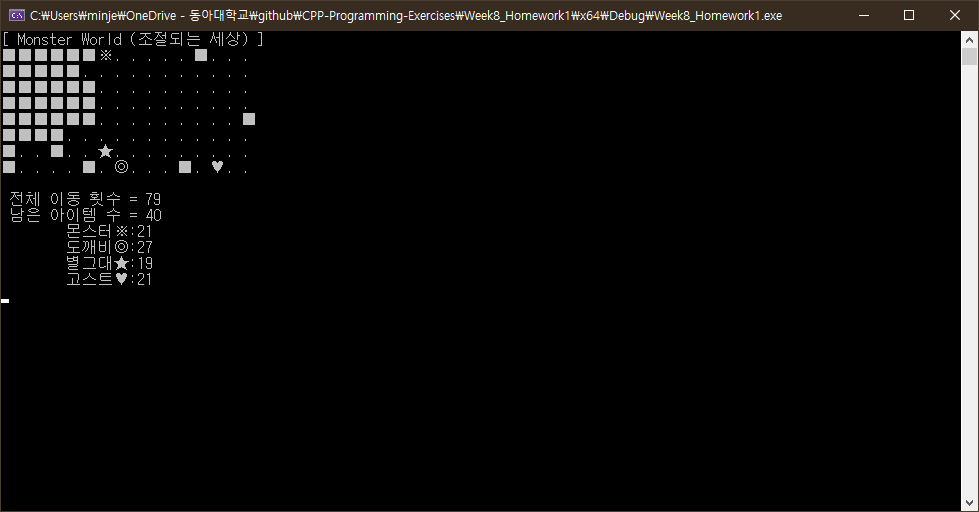 C:₩Users₩minje₩OneDrive - 동아대학교₩github₩CPP-Programming-Exercises₩Week8_Homework1₩x64₩Debug₩Week8_Homework1.exe
[ Monster World (조절되는 세상) ]
■■■■■■※. . . . . ■. . .
■■■■■. . . . . . . . . . .
■■■■■■. . . . . . . . . .
■■■■■■. . . . . . . . . .
■■■■■■. . . . . . . . . ■
■■■■. . . . . . . . . . . .
■. . ■. . ★. . . . . . . . .
■. . . . ■. ◎. . . ■. ♥. .
전체 이동 횟수 = 79
남은 아이템 수 = 40
몬스터※:21
도깨비◎:27
별그대★:19
고스트♥:21